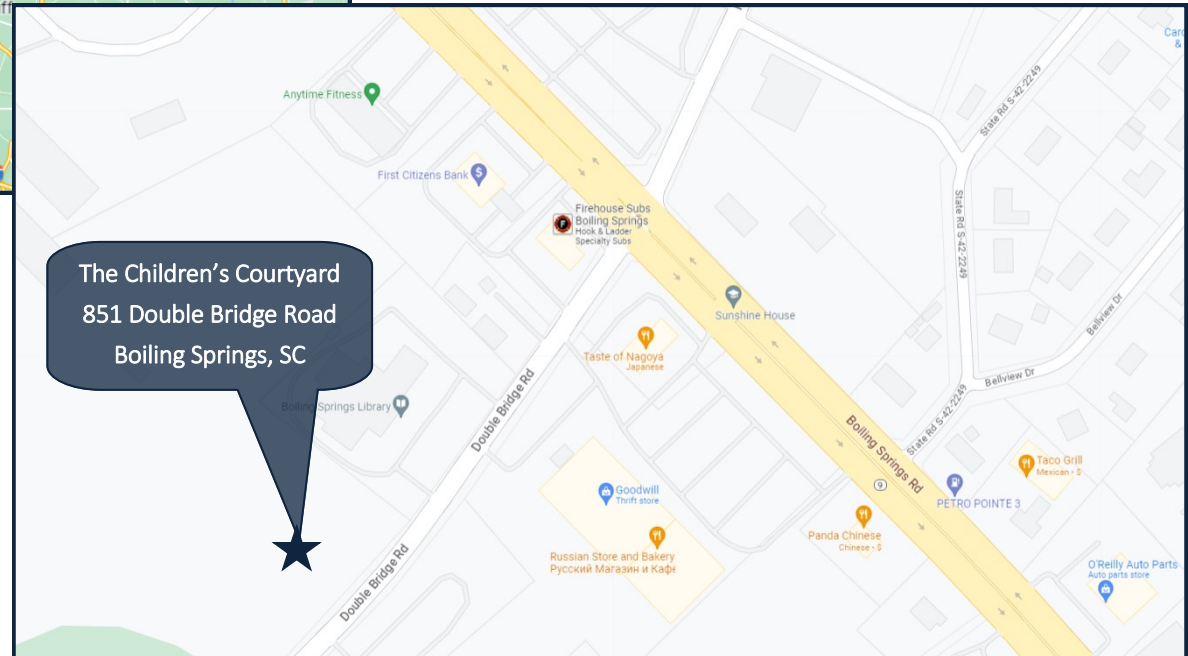 Anytime Fitness
First Citizens Bank
Firehouse Subs
Boiling Springs
Hook & Ladder
Specialty Subs
State Rd S-42-2249
State Rd S-42-2249
State Rd S-42-2249
The Children's Courtyard
851 Double Bridge Road
Boiling Springs, SC
Sunshine House
Taste of Nagoya
Japanese
Bellview Dr
Bellview Dr
Boiling Springs Library
Double Bridge Rd
Double Bridge Rd
Boiling Springs Rd
9
Goodwill
Thrift store
Taco Grill
Mexican - $
PETRO POINTE 3
Panda Chinese
Chinese - $
Russian Store and Bakery
Русский Магазин и Кафе
O'Reilly Auto Parts
Auto parts store